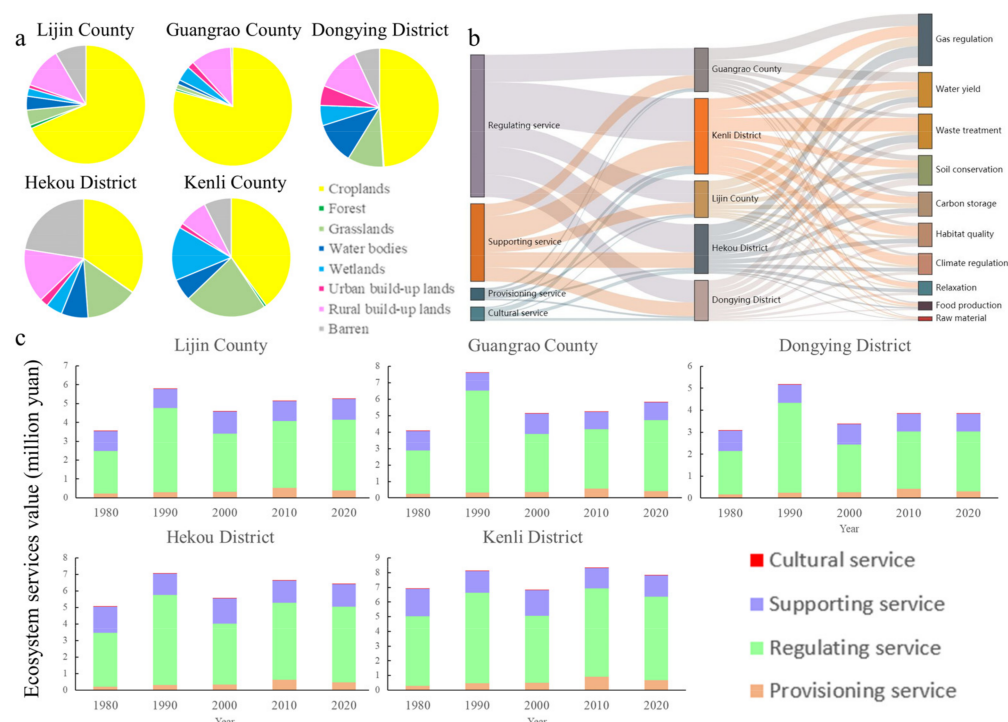 a
Lijin County
Guangrao County
Dongying District
Hekou District
Kenli County
Croplands
Forest
Grasslands
Water bodies
Wetlands
Urban build-up lands
Rural build-up lands
Barren
b
Regulating service
Supporting service
Provisioning service
Cultural service
Guangrao County
Kenli District
Lijin County
Hekou District
Dongying District
Gas regulation
Water yield
Waste treatment
Soil conservation
Carbon storage
Habitat quality
Climate regulation
Relaxation
Food production
Raw material
c
Ecosystem services value (million yuan)
Lijin County
7
6
5
4
3
2
1
0
1980 1990 2000 2010 2020
Guangrao County
8
7
6
5
4
3
2
1
0
1980 1990 2000 2010 2020
Dongying District
6
5
4
3
2
1
0
1980 1990 2000 2010 2020
Year
Hekou District
8
7
6
5
4
3
2
1
0
1980 1990 2000 2010 2020
Year
Kenli District
9
8
7
6
5
4
3
2
1
0
1980 1990 2000 2010 2020
Year
Cultural service
Supporting service
Regulating service
Provisioning service